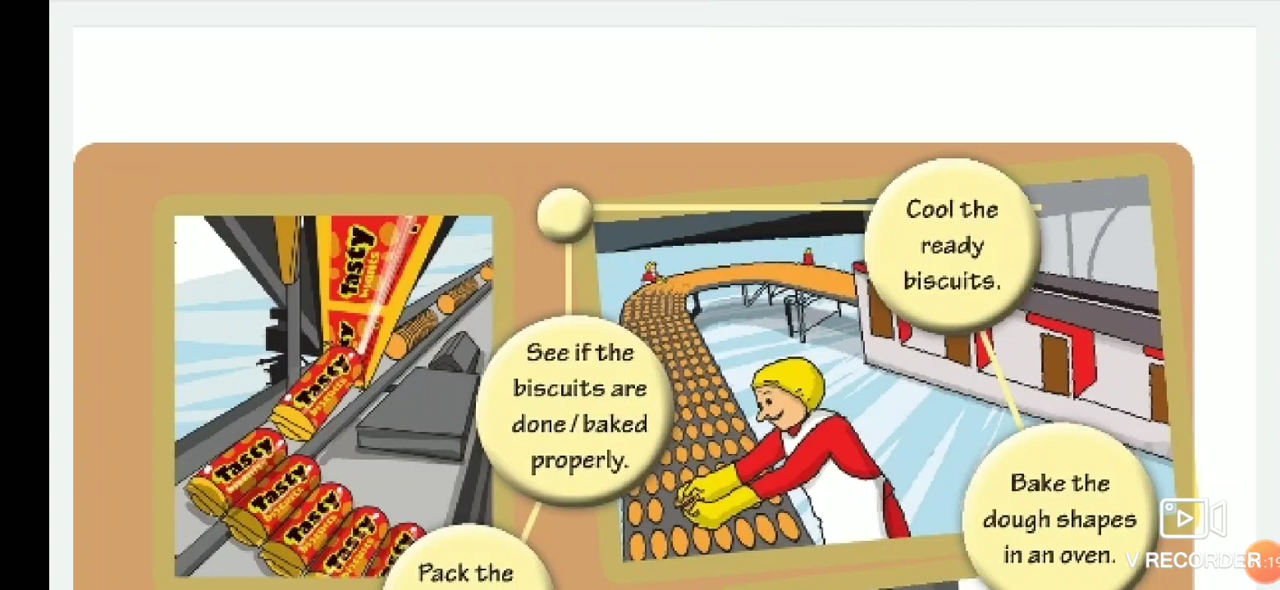 Cool the
ready
biscuits.
See if the
biscuits are
done / baked
properly.
Bake the
dough shapes
in an oven.
Pack the
Tasty
Tasty
Tasty
Tasty
Tasty
Tasty
V RECORDER